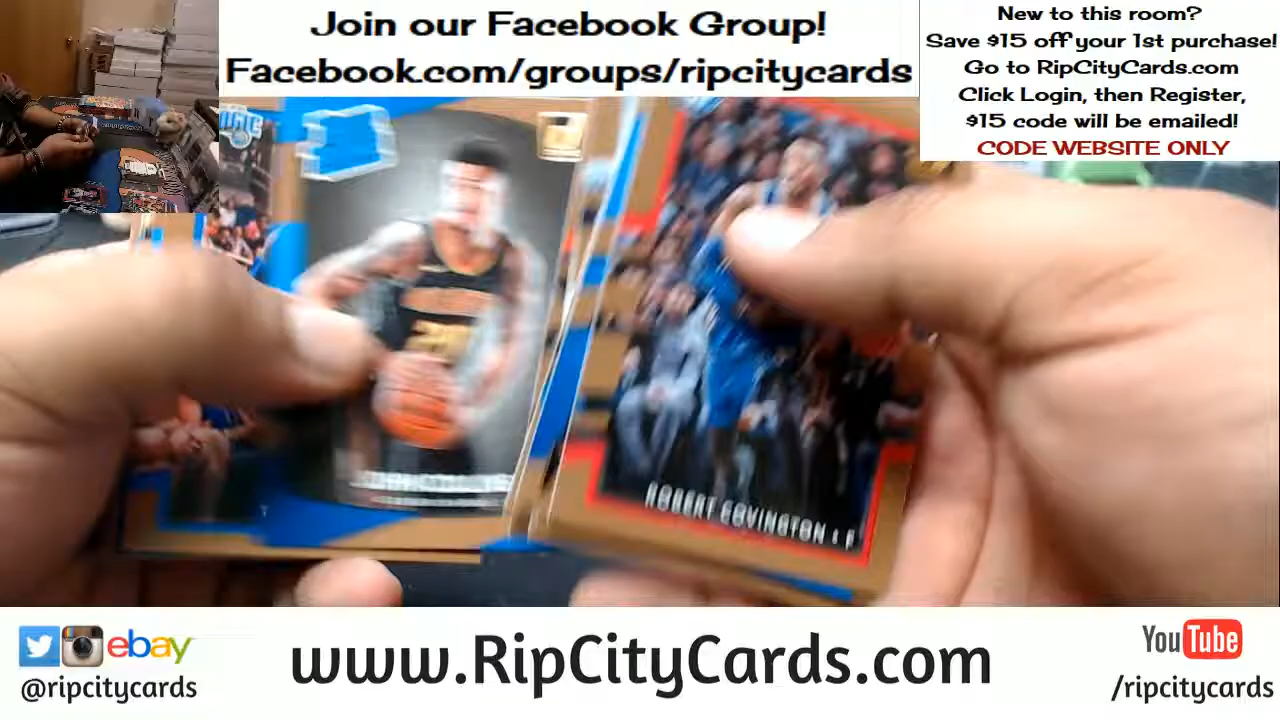 Join our Facebook Group!
Facebook.com/groups/ripcitycards
New to this room?
Save $15 off your 1st purchase!
Go to RipCityCards.com
Click Login, then Register,
$15 code will be emailed!
CODE WEBSITE ONLY
ROBERT COVINGTON • F
ebay
@ripcitycards
www.RipCityCards.com
YouTube
/ripcitycards